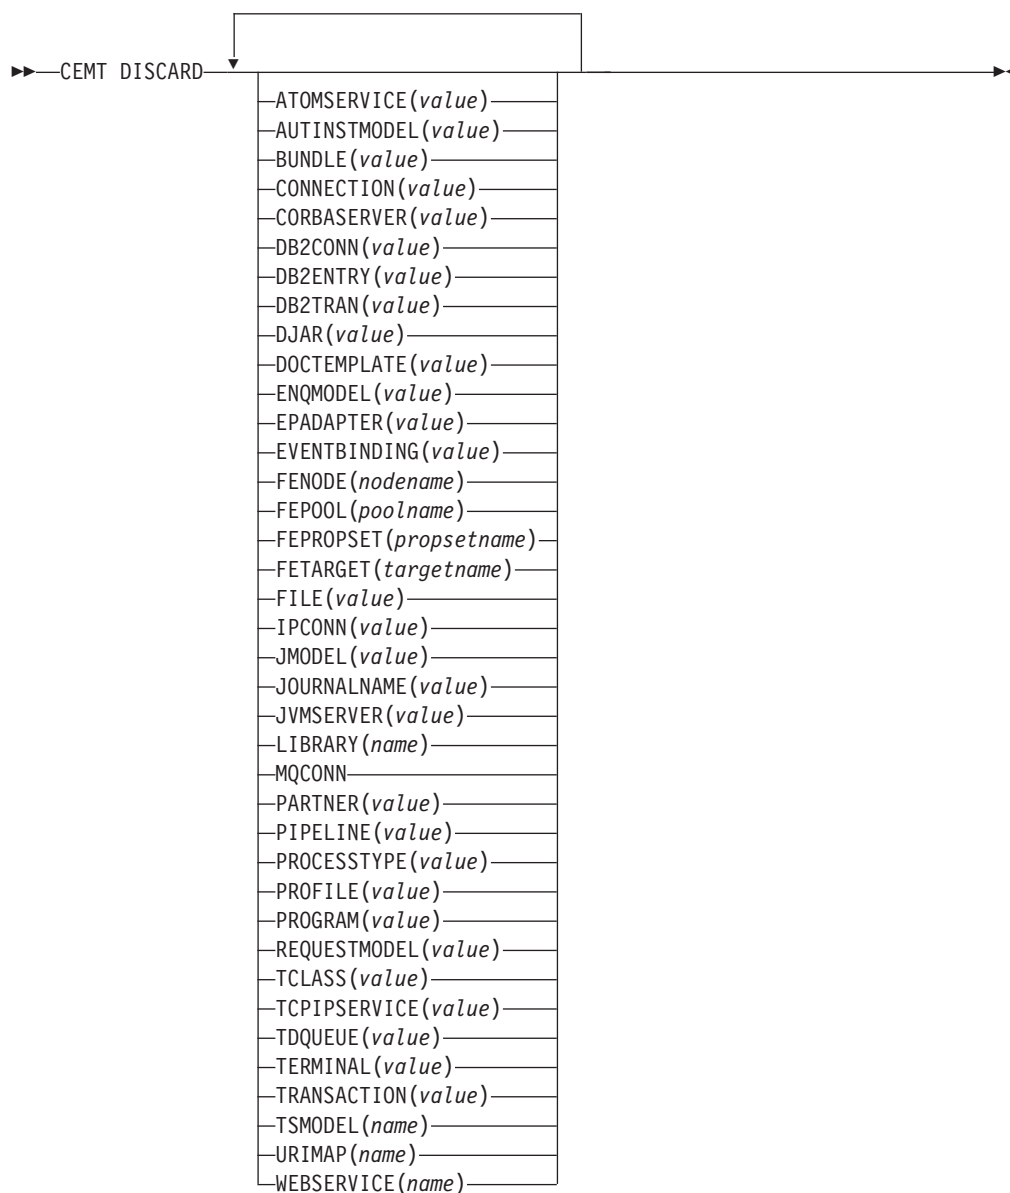 CEMT DISCARD
ATOMSERVICE(value)
AUTINSTMODEL(value)
BUNDLE(value)
CONNECTION(value)
CORBASERVER(value)
DB2CONN(value)
DB2ENTRY(value)
DB2TRAN(value)
DJAR(value)
DOCTEMPLATE(value)
ENQMODEL(value)
EPADAPTER(value)
EVENTBINDING(value)
FENODE(nodename)
FEPOOL(poolname)
FEPROPSET(propsetname)
FETARGET(targetname)
FILE(value)
IPCONN(value)
JMODEL(value)
JOURNALNAME(value)
JVMSERVER(value)
LIBRARY(name)
MQCONN
PARTNER(value)
PIPELINE(value)
PROCESSTYPE(value)
PROFILE(value)
PROGRAM(value)
REQUESTMODEL(value)
TCLASS(value)
TCPIPSERVICE(value)
TDQUEUE(value)
TERMINAL(value)
TRANSACTION(value)
TSMODEL(name)
URIMAP(name)
WEBSERVICE(name)